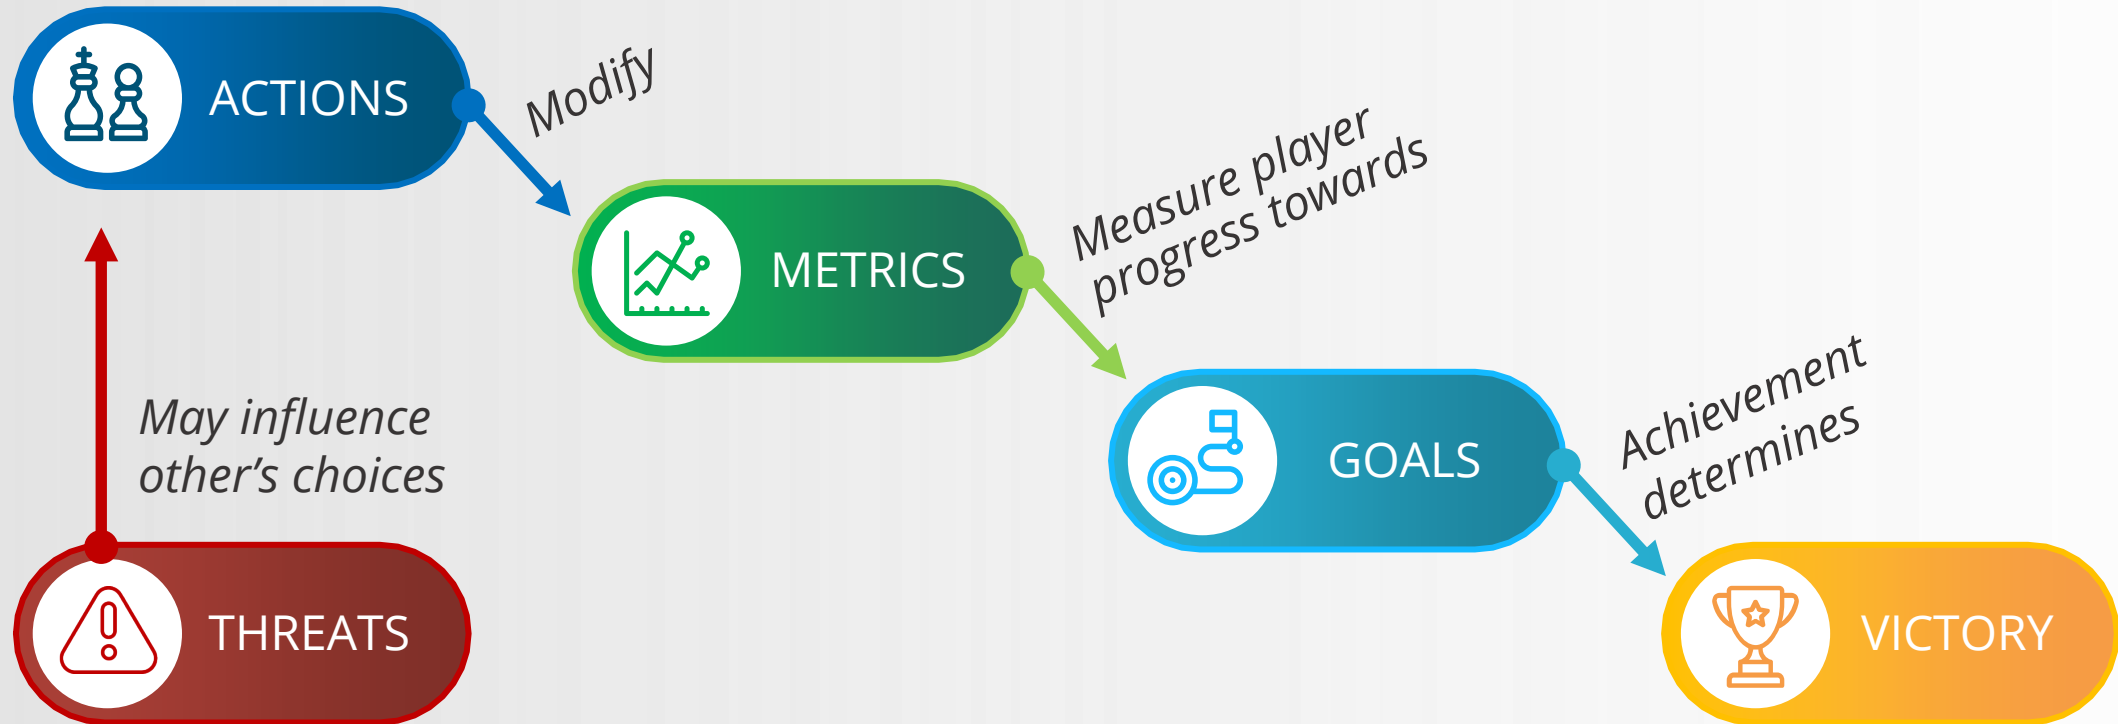 ACTIONS
Modify
METRICS
Measure player
progress towards
GOALS
Achievement
determines
VICTORY
May influence
other’s choices
THREATS